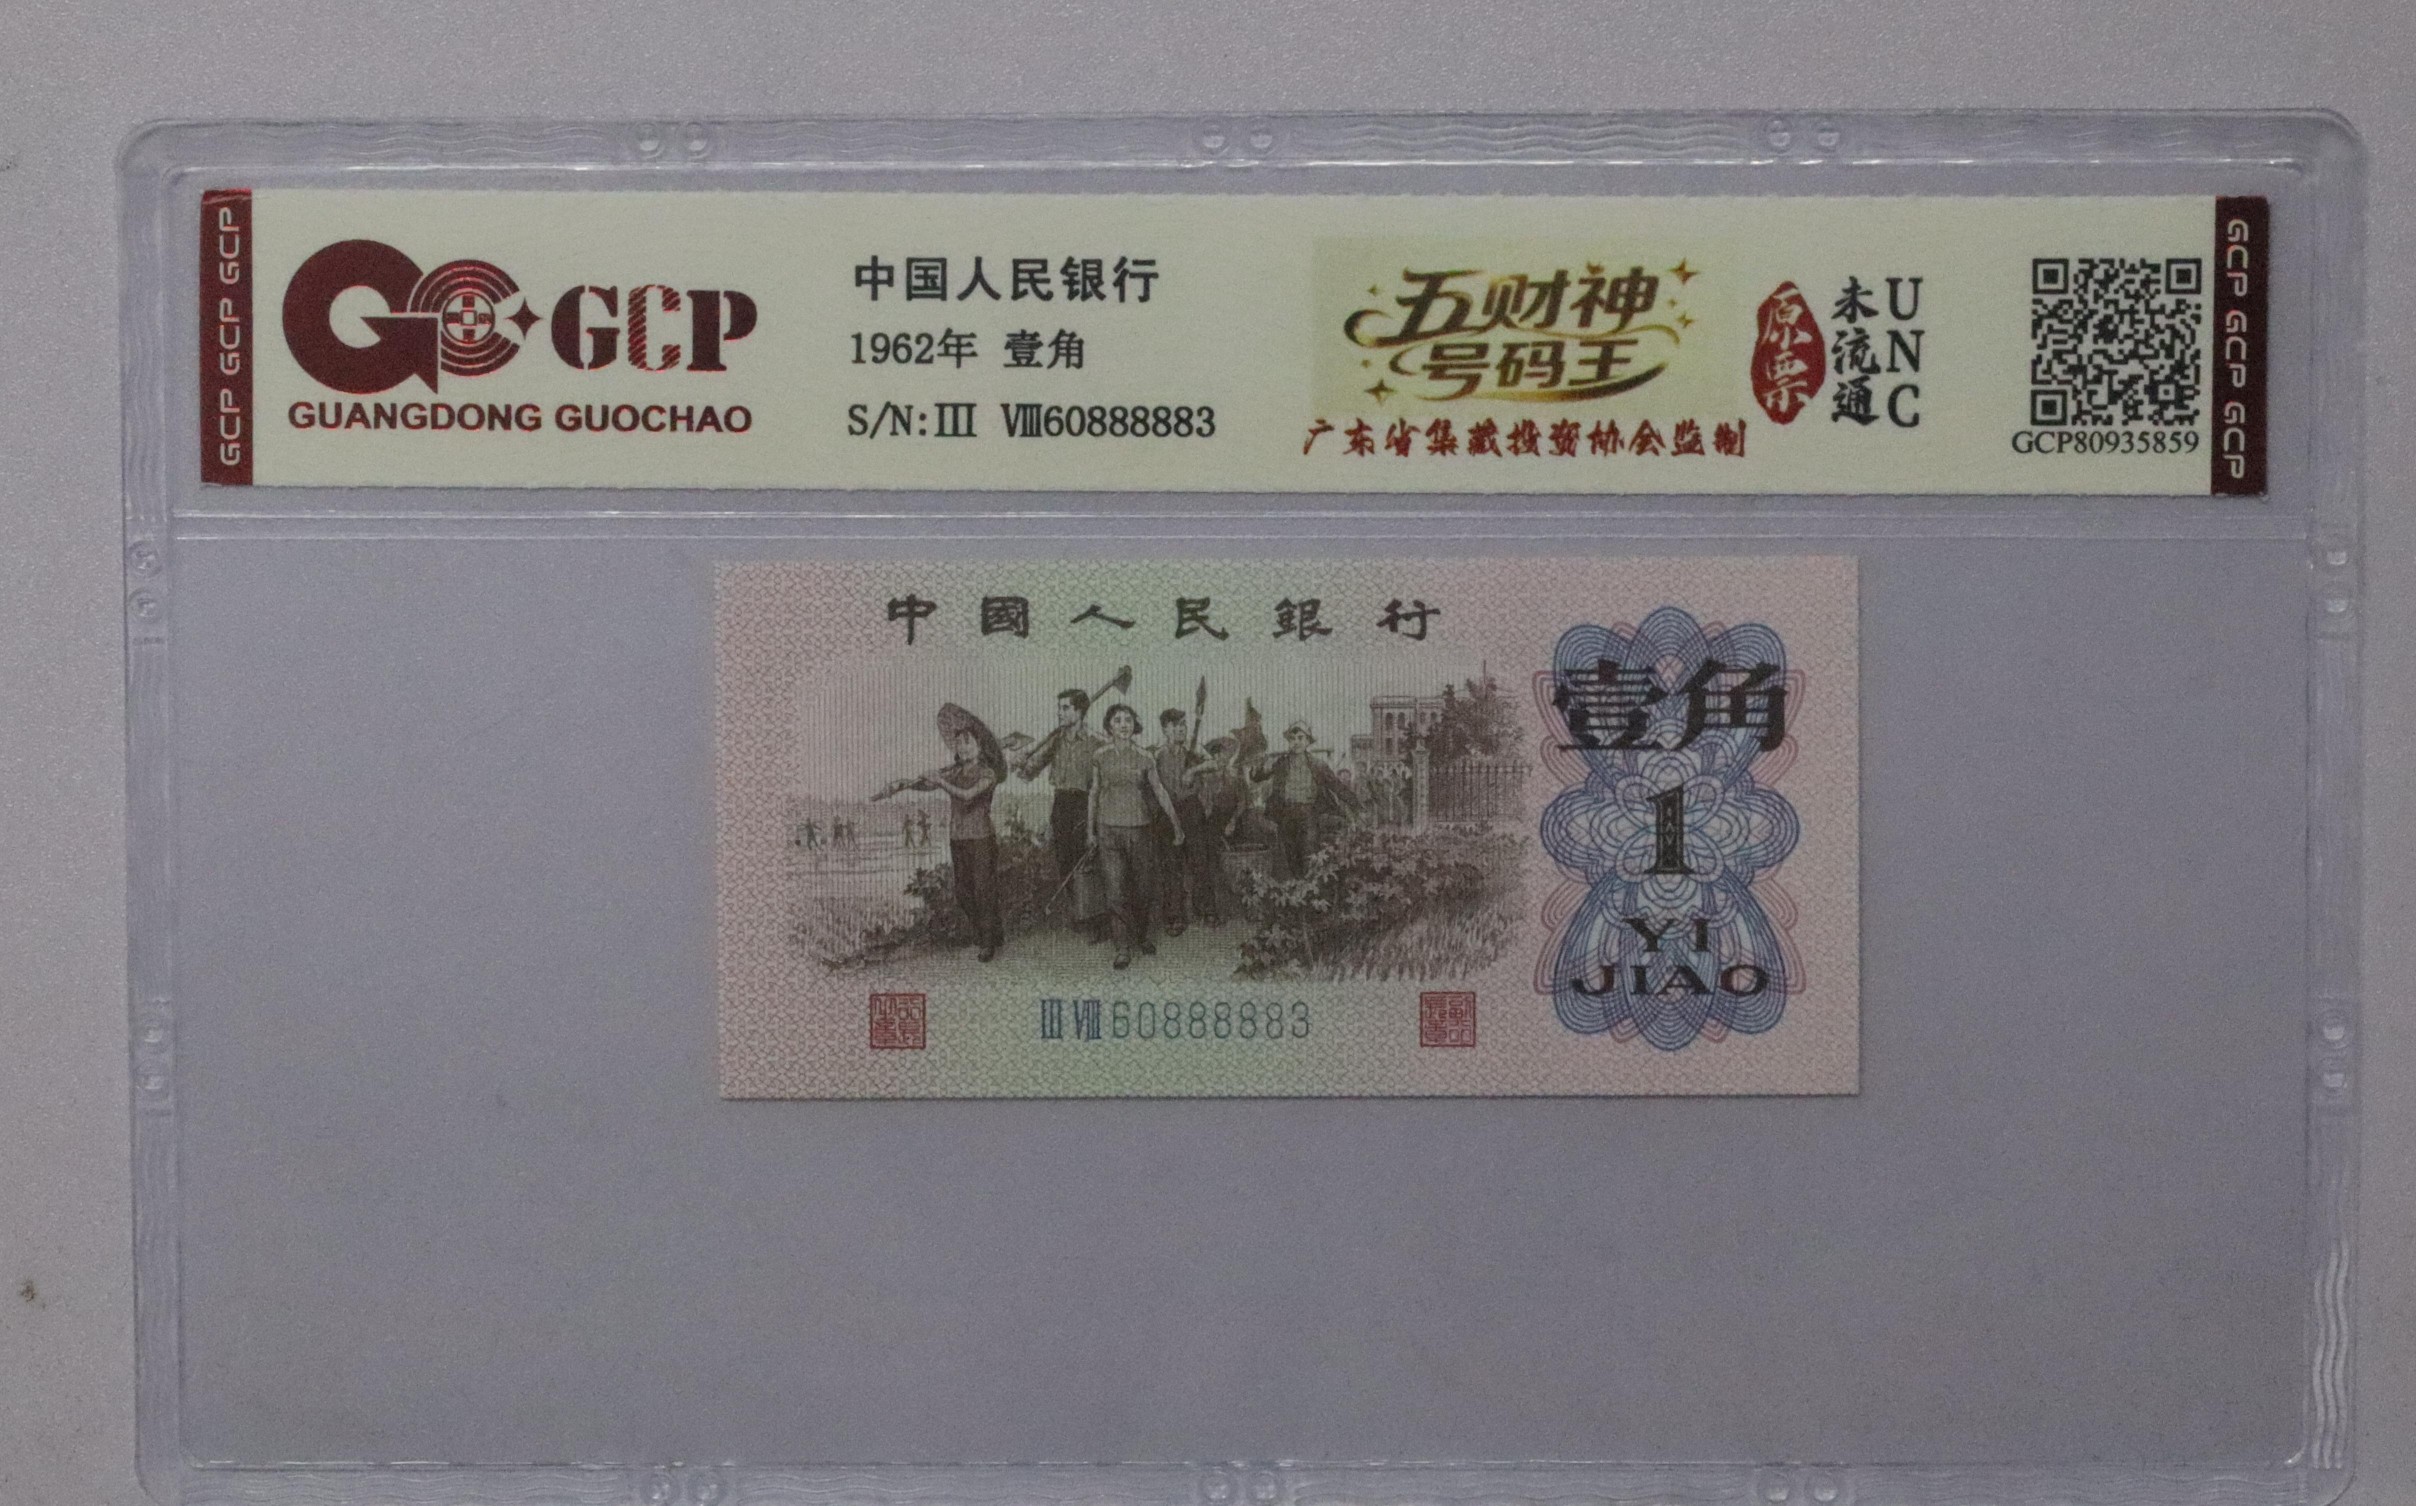 GCP GCP GCP
GCP
GUANGDONG GUOCHAO
中国人民银行
1962年 壹角
S/N:III VIII60888883
五财神
号码王
广东省集藏投资协会监制
原票
未流通
UNC
GCP80935859
GCP GCP GCP
中國人民銀行
壹角
1
YI
JIAO
III VIII 60888883